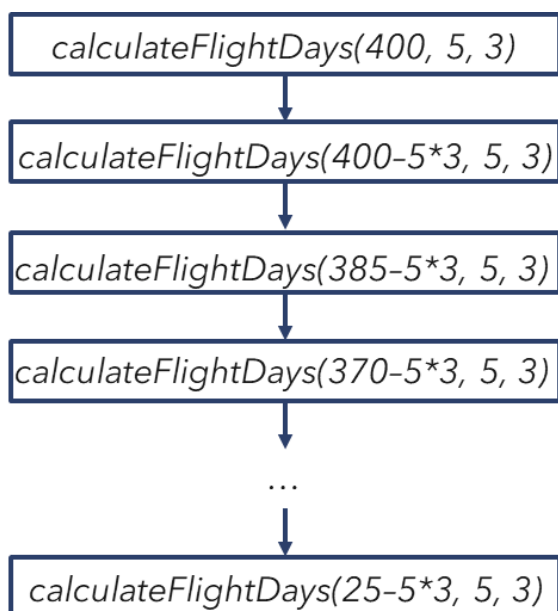 calculateFlightDays(400, 5, 3)
calculateFlightDays(400-5*3, 5, 3)
calculateFlightDays(385-5*3, 5, 3)
calculateFlightDays(370-5*3, 5, 3)
...
calculateFlightDays(25-5*3, 5, 3)